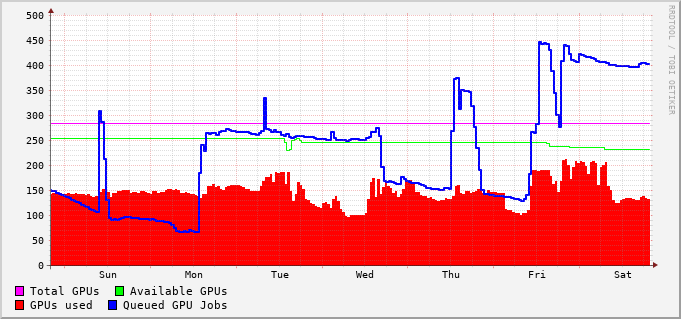 500
450
400
350
300
250
200
150
100
50
0
Sun Mon Tue Wed Thu Fri Sat
Total GPUs Available GPUs
GPUs used Queued GPU Jobs
RRDTOOL / TOBI OETIKER